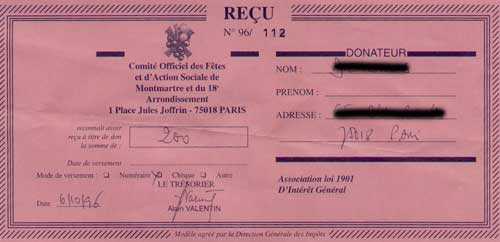 REÇU
N° 96/ 112
Comité Officiel des Fêtes
et d'Action Sociale de
Montmartre et du 18e
Arrondissement
1 Place Jules Joffrin - 75018 PARIS
reconnaît avoir
reçu à titre de don
la somme de : 200
Date de versement
Mode de versement : Numéraire Chèque Autre
LE TRÉSORIER
Date 6/10/96
Alain VALENTIN
DONATEUR
NOM :
PRENOM :
ADRESSE :
75018 Paris
Association loi 1901
D'Intérêt Général
Modèle agréé par la Direction Générale des Impôts